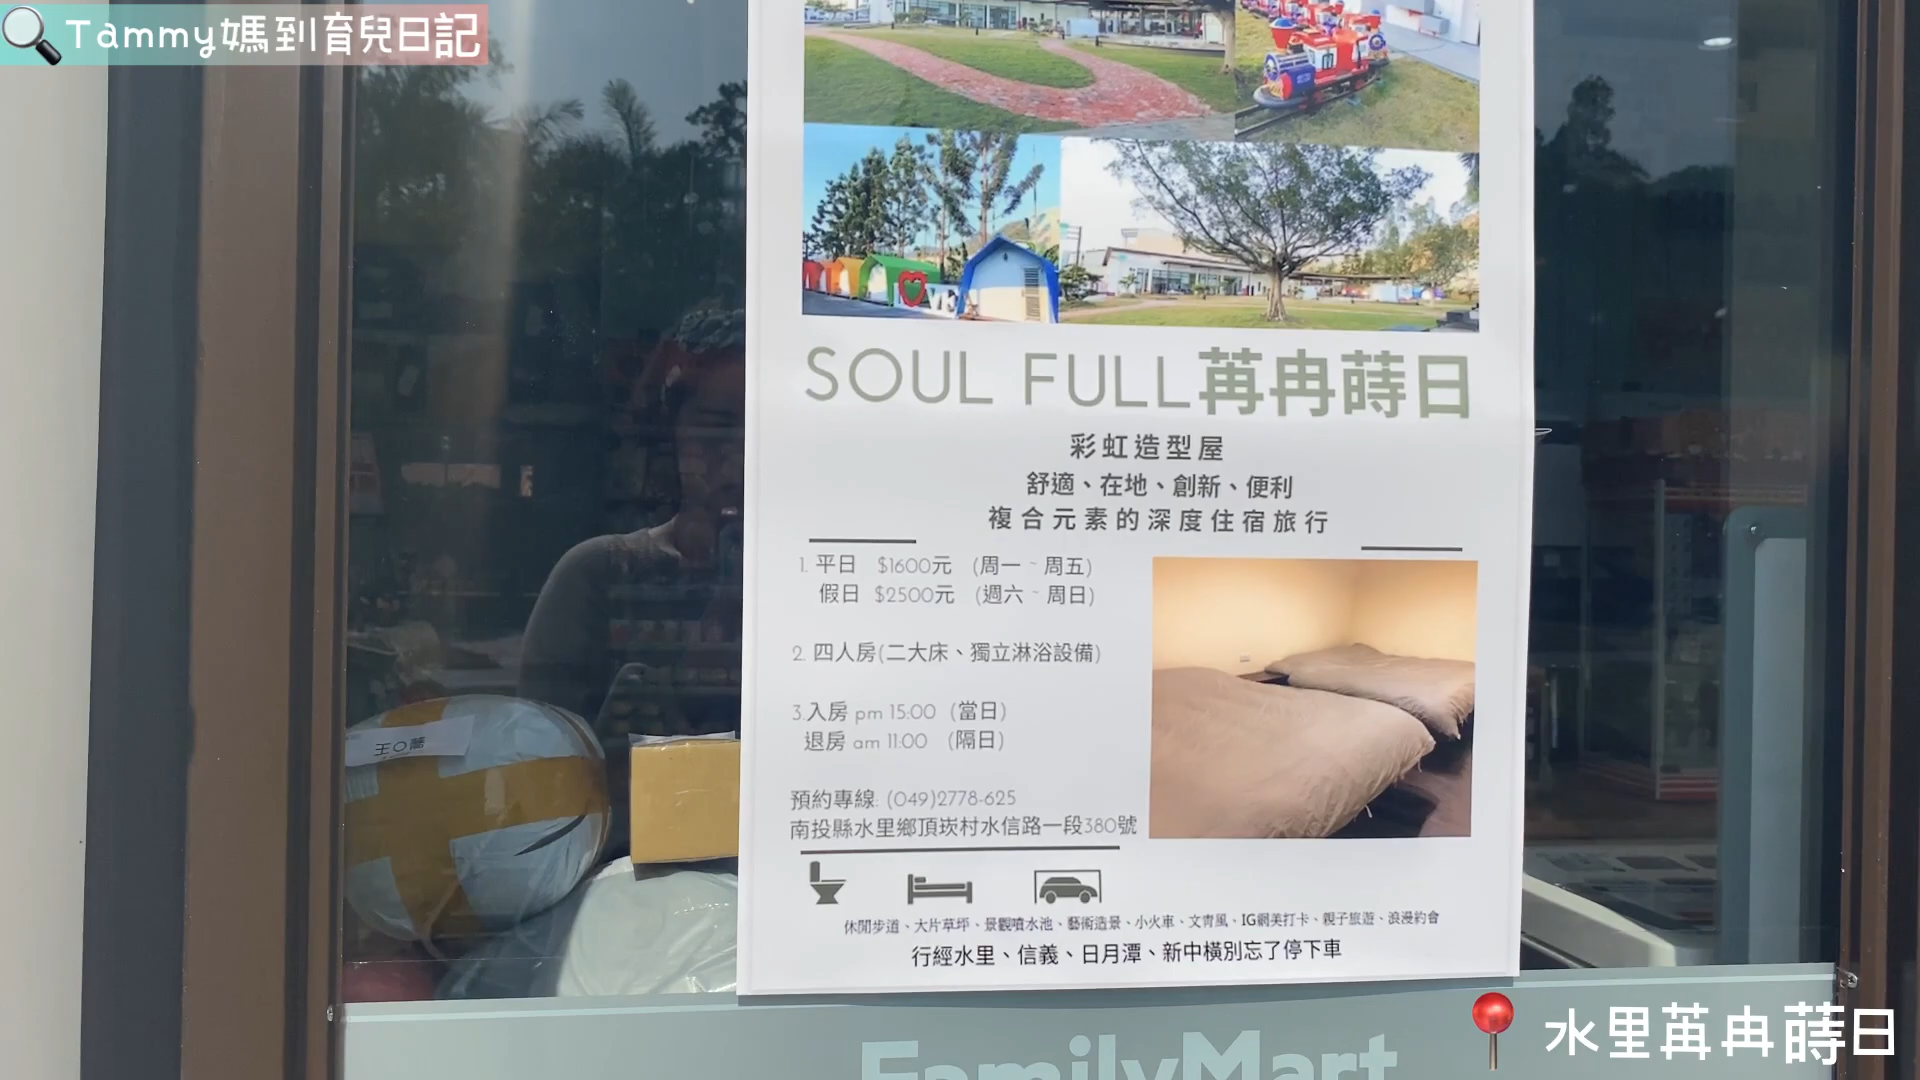 Tammy媽到育兒日記
SOUL FULL苒冉蒔日
彩虹造型屋
舒適、在地、創新、便利
複合元素的深度住宿旅行
1. 平日 $1600元 (周一 ~ 周五)
假日 $2500元 (週六 ~ 周日)
2. 四人房(二大床、獨立淋浴設備)
3.入房 pm 15:00 (當日)
退房 am 11:00 (隔日)
預約專線: (049)2778-625
南投縣水里鄉頂崁村水信路一段380號
休閒步道、大片草坪、景觀噴水池、藝術造景、小火車、文青風、IG網美打卡、親子旅遊、浪漫約會
行經水里、信義、日月潭、新中橫別忘了停下車
FamilyMart
水里苒冉蒔日